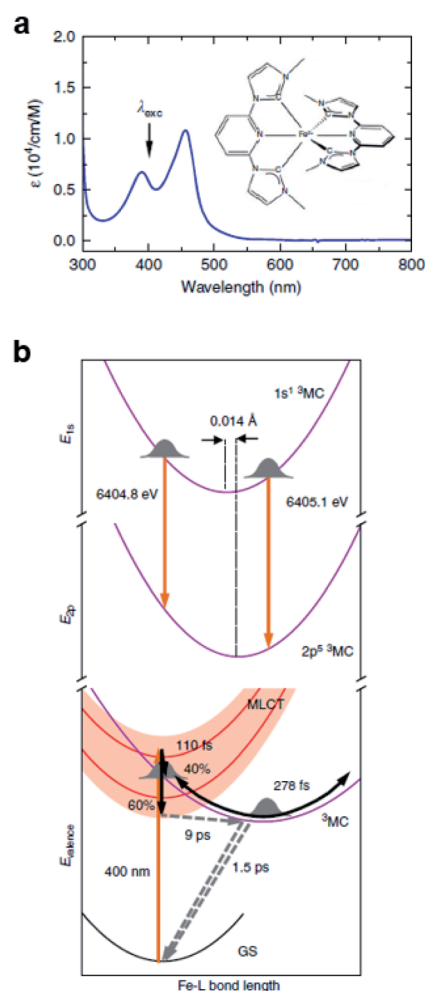 a
ε (10⁴/cm/M)
2.0
1.5
1.0
0.5
0.0
λexc
N
N
C
N
N
Fe²⁺
C
N
N
N
C
N
N
C
N
N
300 400 500 600 700 800
Wavelength (nm)
b
E1s
1s¹ ³MC
0.014 Å
6404.8 eV
6405.1 eV
E2p
2p⁵ ³MC
Evalence
MLCT
110 fs
40%
278 fs
60%
³MC
9 ps
400 nm
1.5 ps
GS
Fe-L bond length